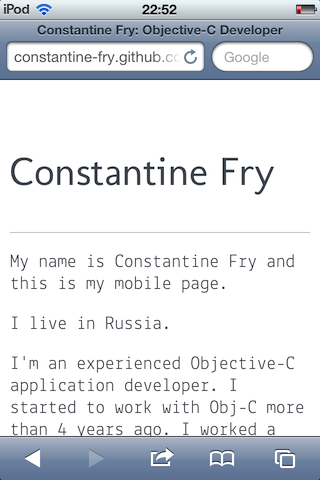 iPod 22:52
Constantine Fry: Objective-C Developer
constantine-fry.github.co Google
Constantine Fry
My name is Constantine Fry and
this is my mobile page.
I live in Russia.
I'm an experienced Objective-C
application developer. I
started to work with Obj-C more
than 4 years ago. I worked a